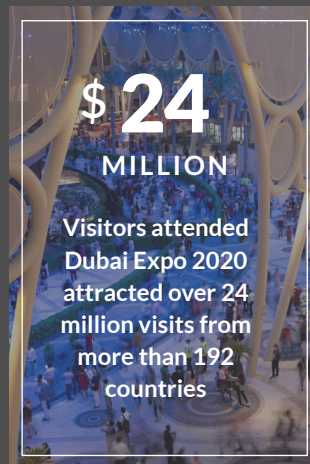 $ 24
MILLION
Visitors attended
Dubai Expo 2020
attracted over 24
million visits from
more than 192
countries